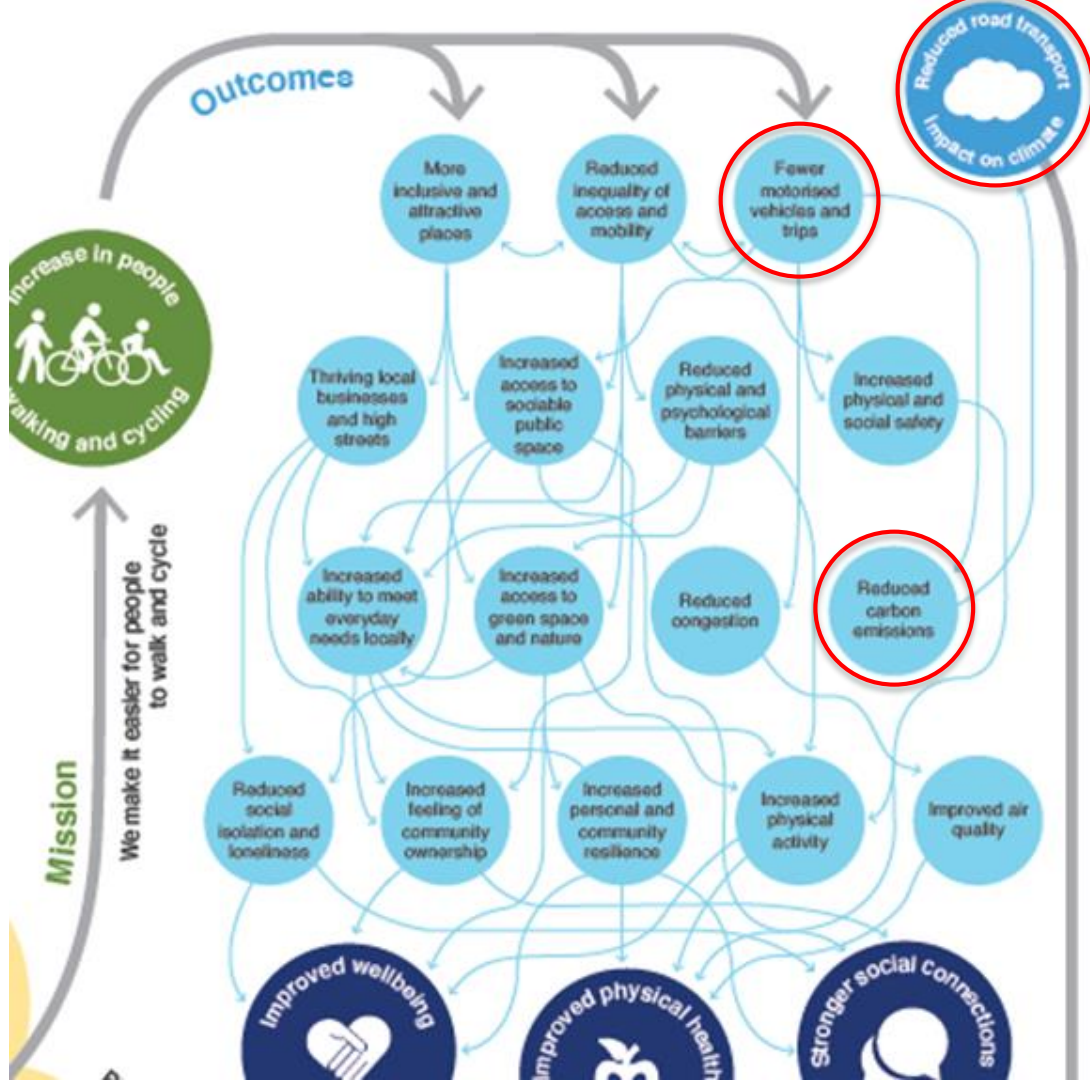 Outcomes
Reduced road transport
Impact on climate
More
inclusive and
attractive
places
Reduced
inequality of
access and
mobility
Fewer
motorised
vehicles and
trips
Increase in people
walking and cycling
Thriving local
businesses
and high
streets
Increased
access to
sociable
public
space
Reduced
physical and
psychological
barriers
Increased
physical and
social safety
We make it easier for people
to walk and cycle
Mission
Increased
ability to meet
everyday
needs locally
Increased
access to
green space
and nature
Reduced
congestion
Reduced
carbon
emissions
Reduced
social
isolation and
loneliness
Increased
feeling of
community
ownership
Increased
personal and
community
resilience
Increased
physical
activity
Improved air
quality
Improved wellbeing
Improved physical health
Stronger social connections